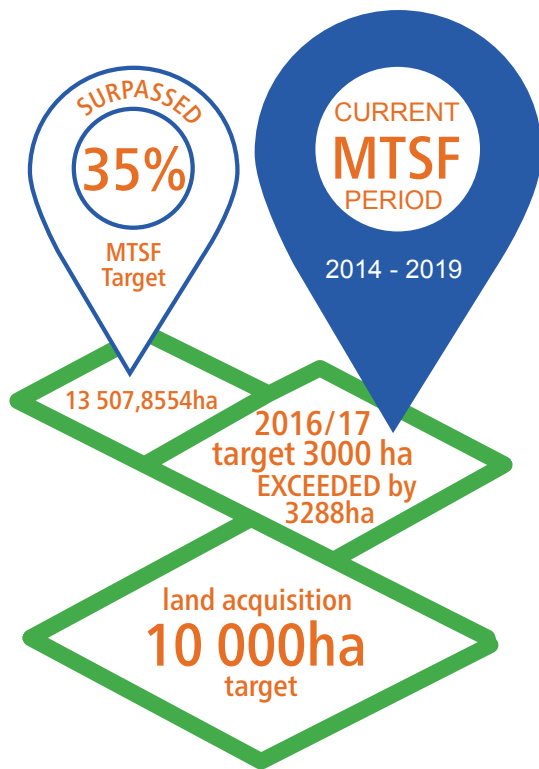 SURPASSED
35%
MTSF
Target
CURRENT
MTSF
PERIOD
2014 - 2019
13 507,8554ha
2016/17
target 3000 ha
EXCEEDED by
3288ha
land acquisition
10 000ha
target